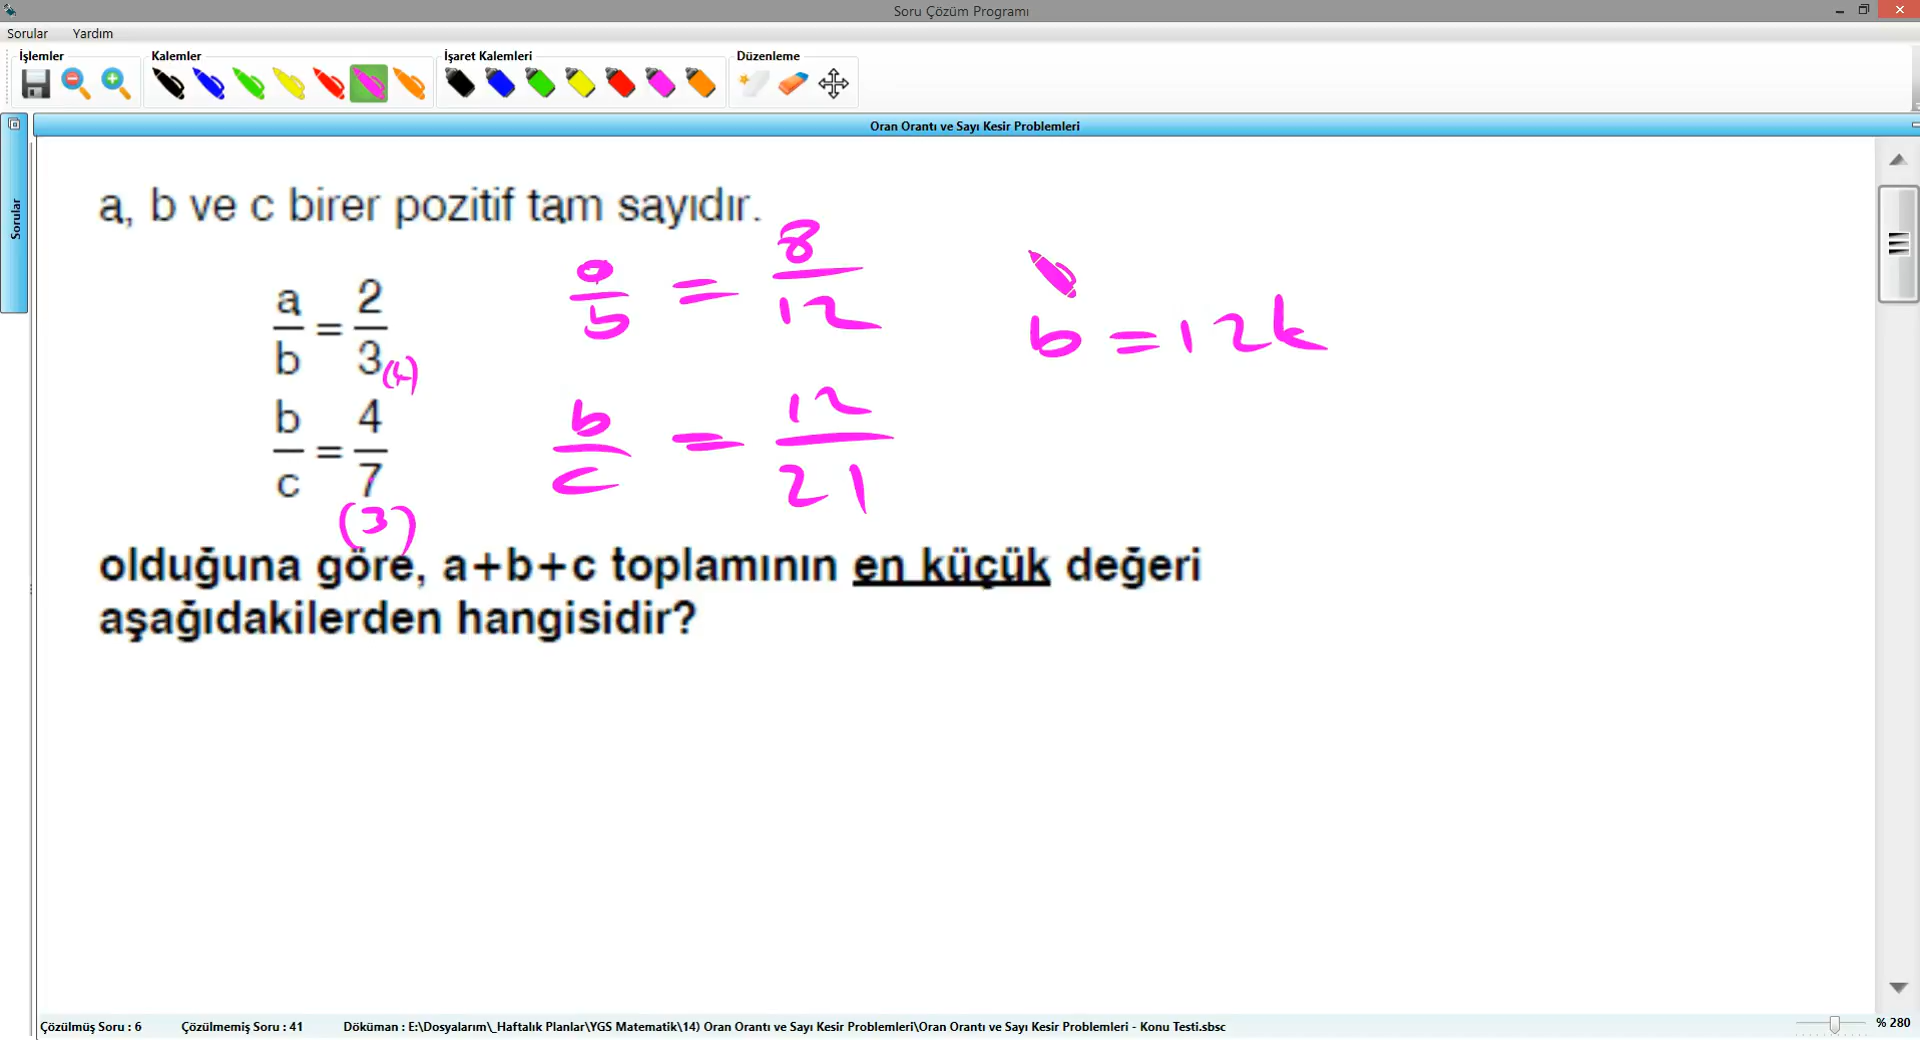 Soru Çözüm Programı
Sorular Yardım
İşlemler Kalemler İşaret Kalemleri Düzenleme
Oran Orantı ve Sayı Kesir Problemleri
Sorular
a, b ve c birer pozitif tam sayıdır.
a/b = 2/3 (4)
a/b = 8/12
b = 12k
b/c = 4/7 (3)
b/c = 12/21
olduğuna göre, a+b+c toplamının en küçük değeri
aşağıdakilerden hangisidir?
Çözülmüş Soru : 6 Çözülmemiş Soru : 41 Döküman : E:\Dosyalarım\_Haftalık Planlar\YGS Matematik\14) Oran Orantı ve Sayı Kesir Problemleri\Oran Orantı ve Sayı Kesir Problemleri - Konu Testi.sbsc % 280